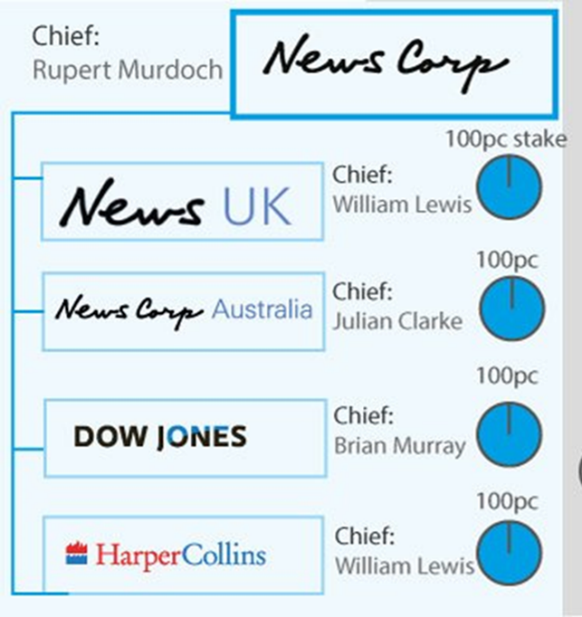 Chief:
Rupert Murdoch
News Corp
100pc stake
News UK
Chief:
William Lewis
100pc
News Corp Australia
Chief:
Julian Clarke
100pc
DOW JONES
Chief:
Brian Murray
100pc
HarperCollins
Chief:
William Lewis